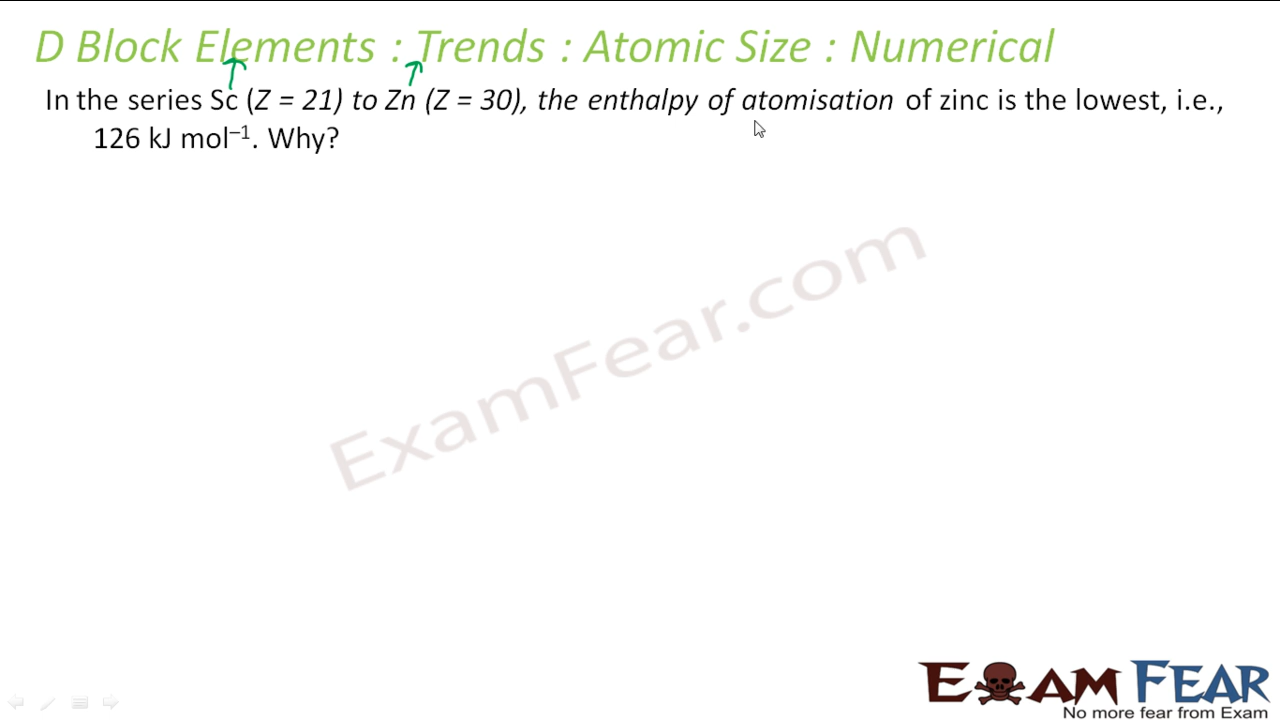 D Block Elements : Trends : Atomic Size : Numerical
In the series Sc (Z = 21) to Zn (Z = 30), the enthalpy of atomisation of zinc is the lowest, i.e.,
126 kJ mol⁻¹. Why?
ExamFear.com
EXAM FEAR
No more fear from Exam